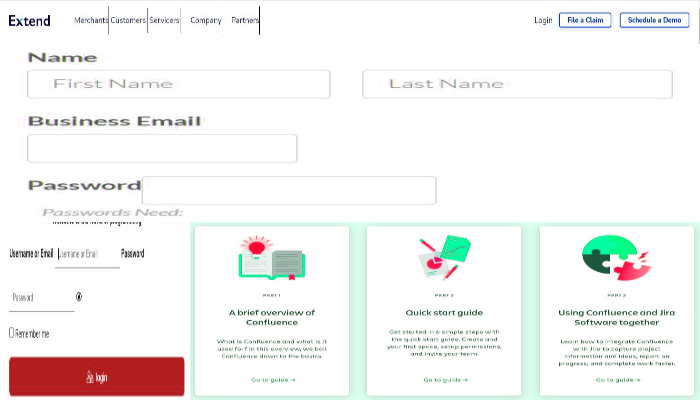 Extend
Merchants Customers Servicers Company Partners
Login File a Claim Schedule a Demo
Name
First Name Last Name
Business Email
Password
Passwords Need:
Username or Email Username or Email Password
Password
Remember me
login
PART 1
A brief overview of
Confluence
What is Confluence and what is it
used for? In this overview, we boil
Confluence down to the basics.
Go to guide →
PART 2
Quick start guide
Get started in 6 simple steps with
the quick start guide. Create and
your first space, setup permissions,
and invite your team.
Go to guide →
PART 3
Using Confluence and Jira
Software together
Learn how to integrate Confluence
with Jira to capture project
information and ideas, report on
progress, and complete work faster.
Go to guide →